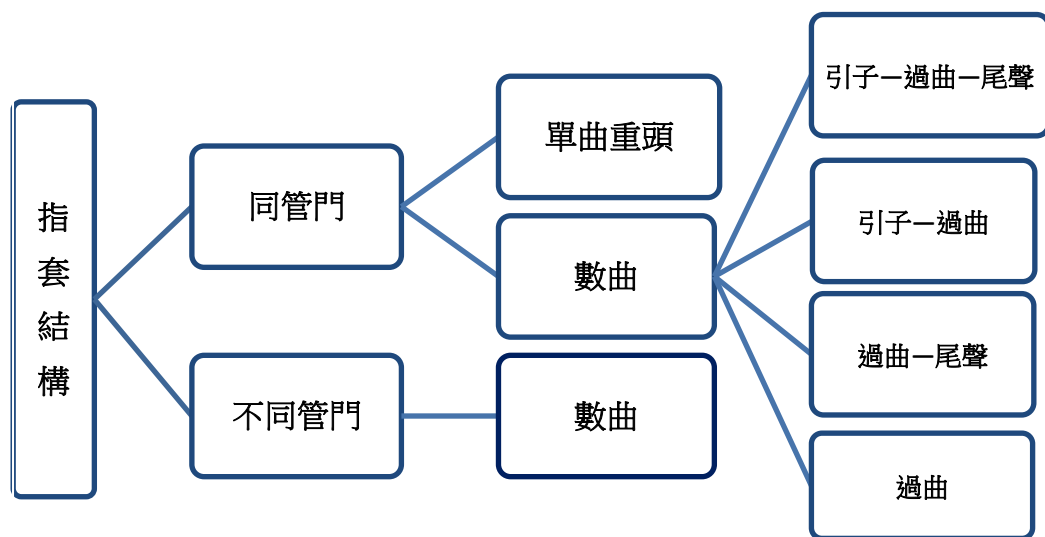 指套結構
同管門
不同管門
單曲重頭
數曲
數曲
引子－過曲－尾聲
引子－過曲
過曲－尾聲
過曲